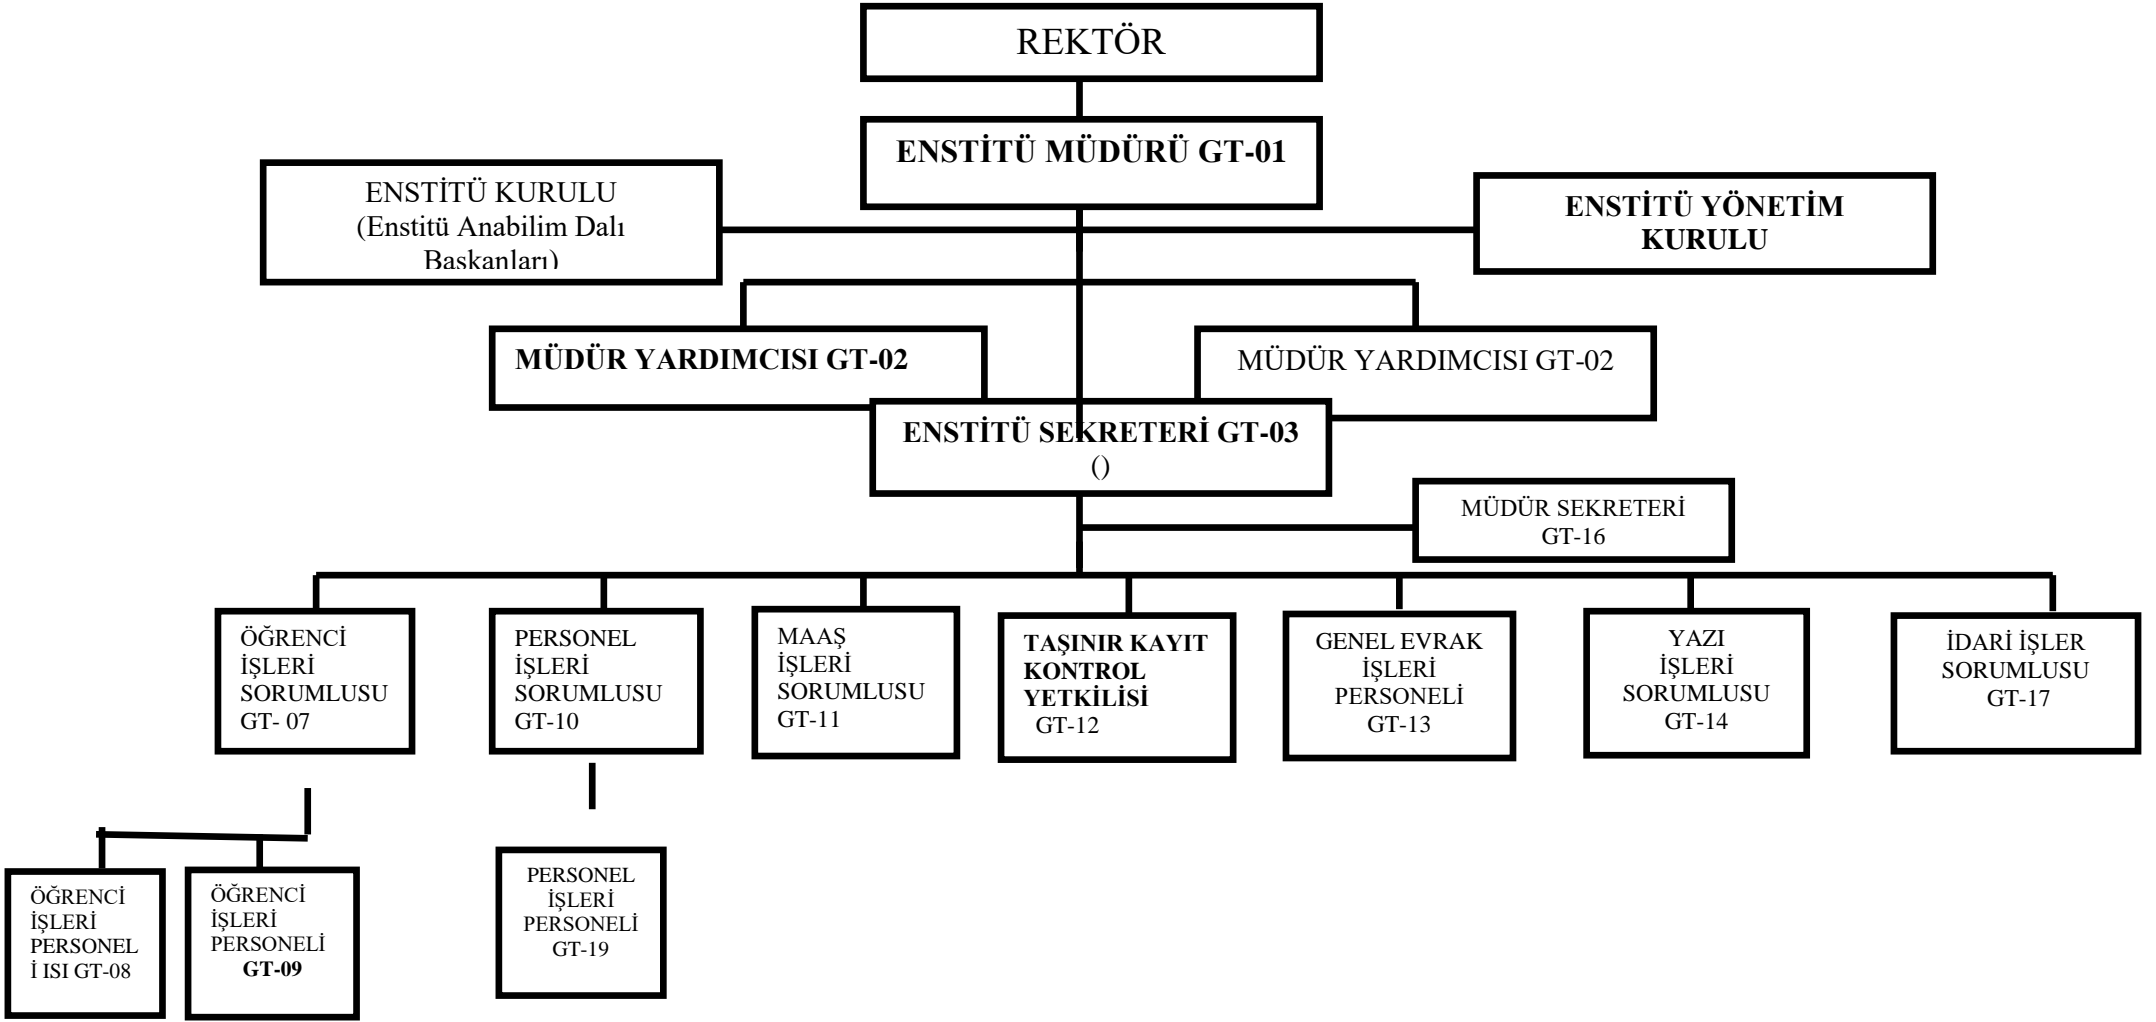 REKTÖR
ENSTİTÜ MÜDÜRÜ GT-01
ENSTİTÜ KURULU
(Enstitü Anabilim Dalı
Başkanları)
ENSTİTÜ YÖNETİM
KURULU
MÜDÜR YARDIMCISI GT-02
MÜDÜR YARDIMCISI GT-02
ENSTİTÜ SEKRETERİ GT-03
()
MÜDÜR SEKRETERİ
GT-16
ÖĞRENCİ
İŞLERİ
SORUMLUSU
GT- 07
PERSONEL
İŞLERİ
SORUMLUSU
GT-10
MAAŞ
İŞLERİ
SORUMLUSU
GT-11
TAŞINIR KAYIT
KONTROL
YETKİLİSİ
GT-12
GENEL EVRAK
İŞLERİ
PERSONELİ
GT-13
YAZI
İŞLERİ
SORUMLUSU
GT-14
İDARİ İŞLER
SORUMLUSU
GT-17
ÖĞRENCİ
İŞLERİ
PERSONEL
İ ISI GT-08
ÖĞRENCİ
İŞLERİ
PERSONELİ
GT-09
PERSONEL
İŞLERİ
PERSONELİ
GT-19